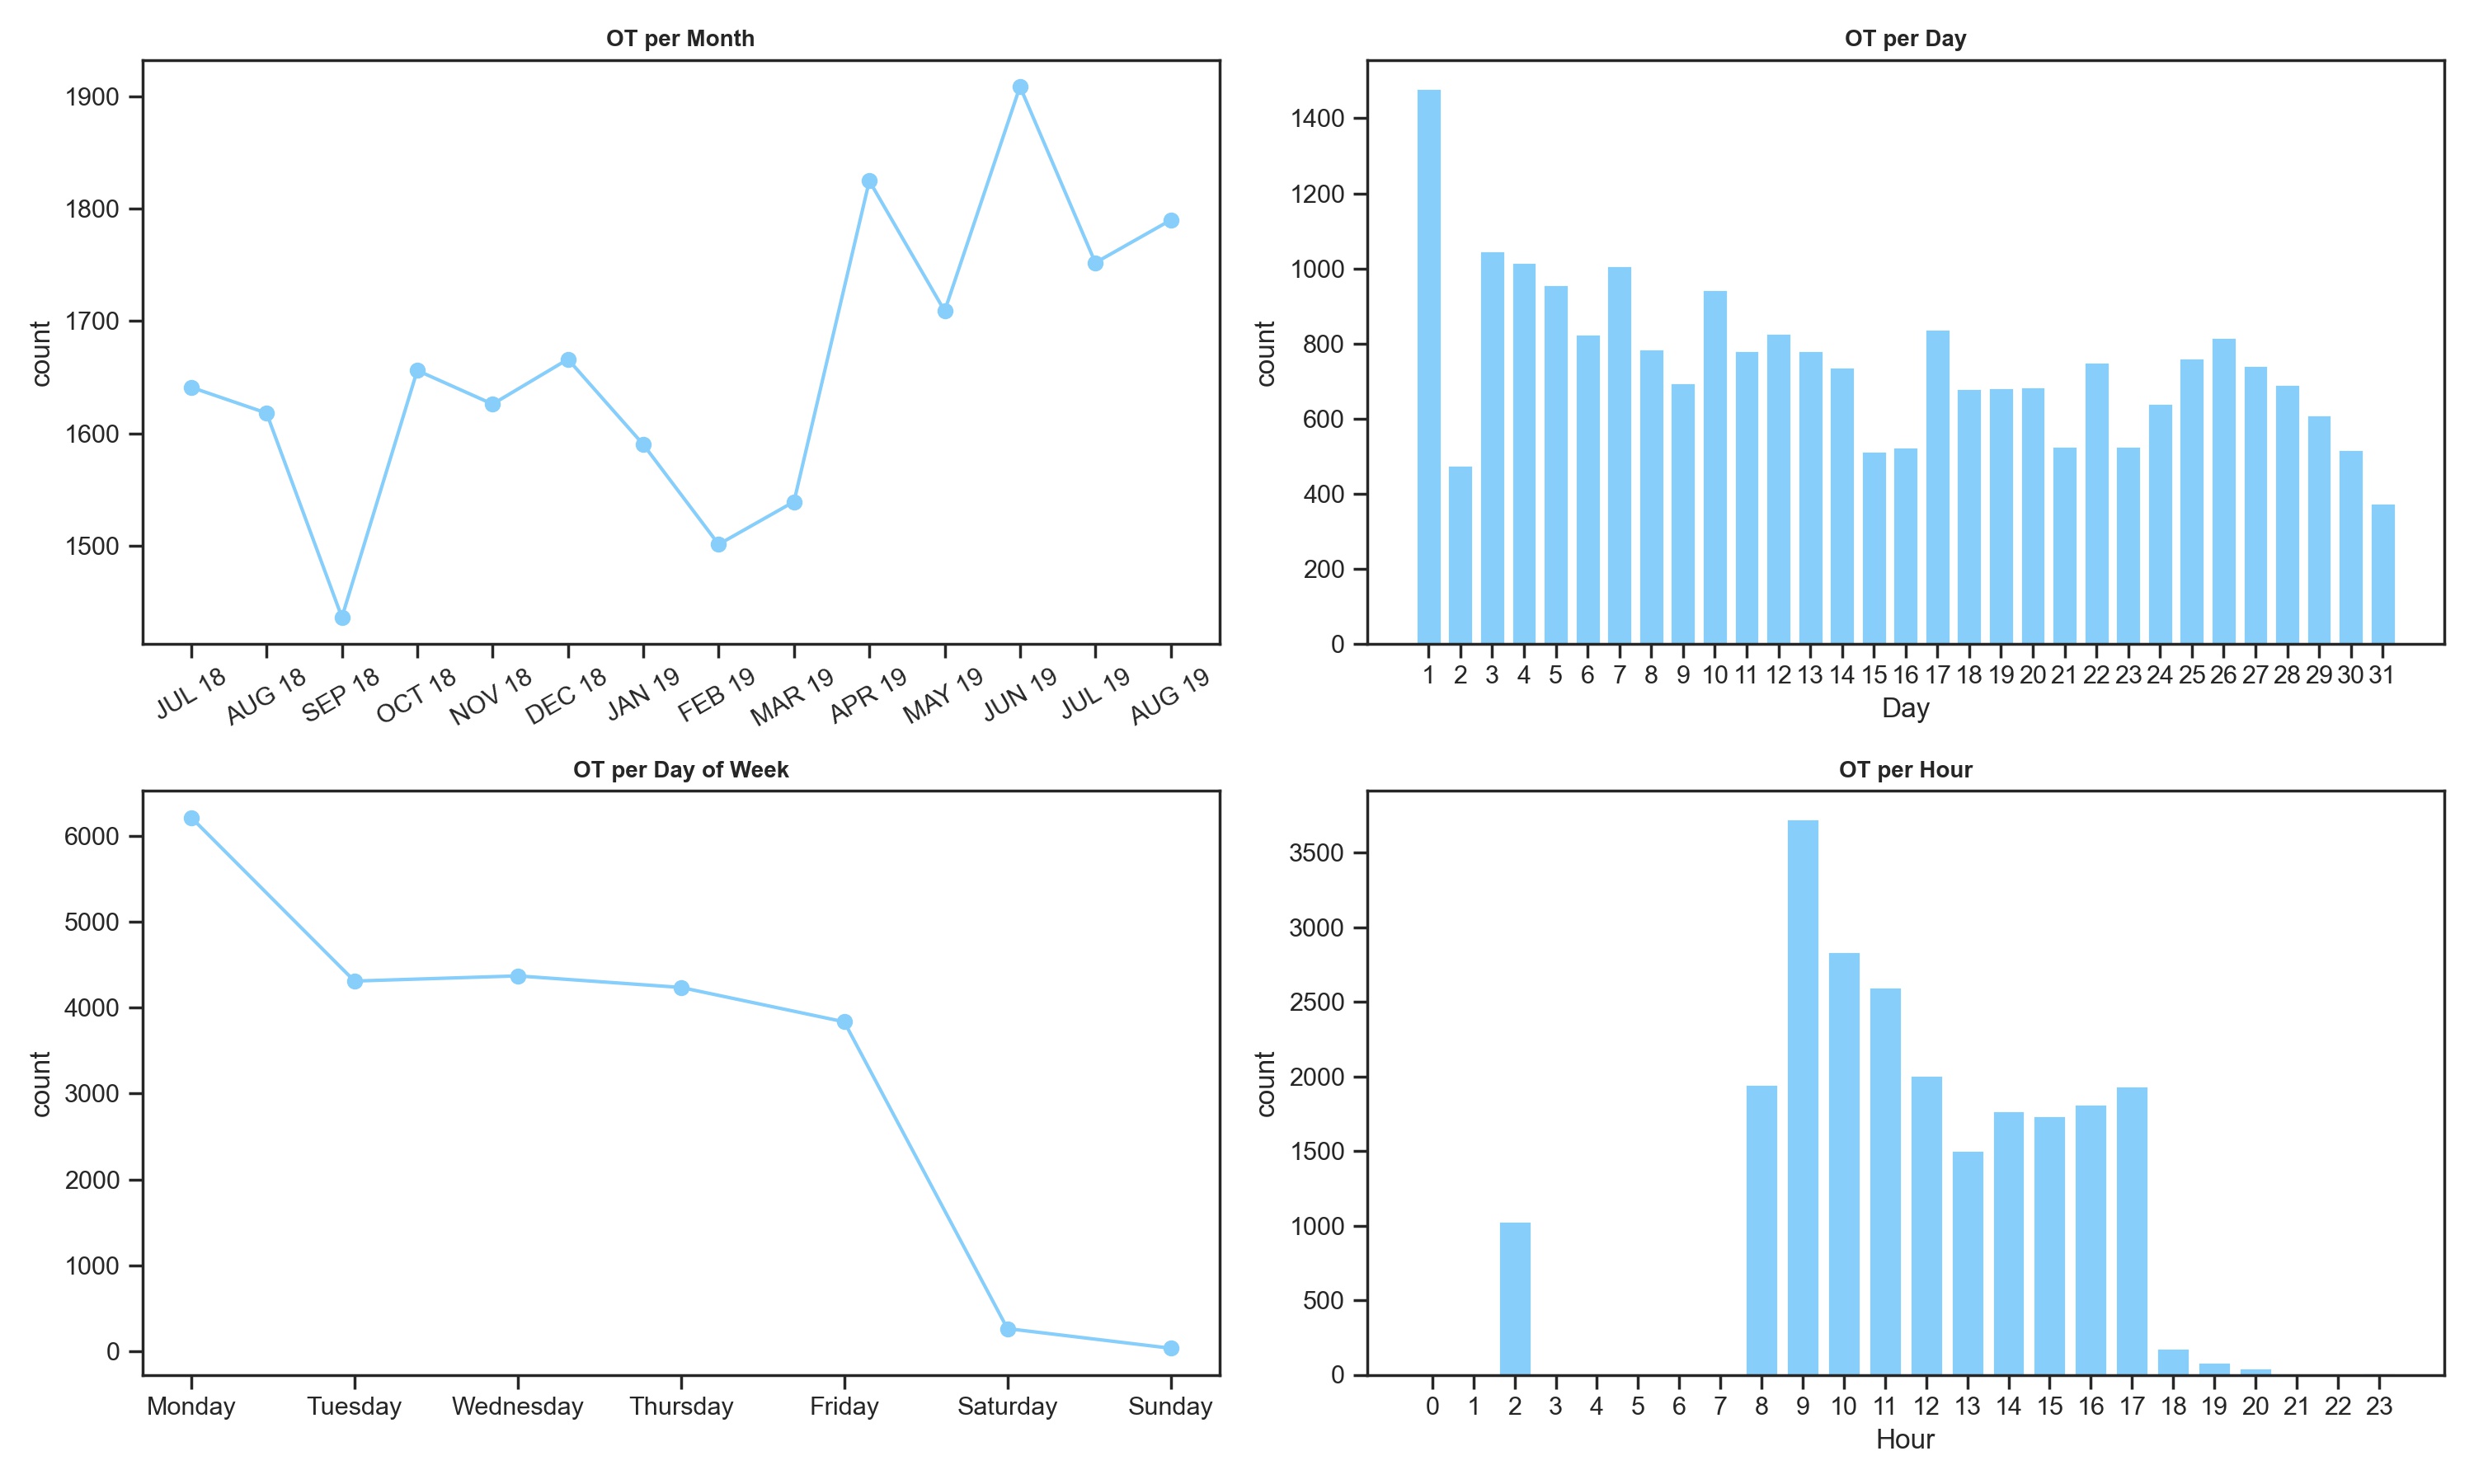 OT per Month
count
1900
1800
1700
1600
1500
JUL 18 AUG 18 SEP 18 OCT 18 NOV 18 DEC 18 JAN 19 FEB 19 MAR 19 APR 19 MAY 19 JUN 19 JUL 19 AUG 19
OT per Day
count
1400
1200
1000
800
600
400
200
0
1 2 3 4 5 6 7 8 9 10 11 12 13 14 15 16 17 18 19 20 21 22 23 24 25 26 27 28 29 30 31
Day
OT per Day of Week
count
6000
5000
4000
3000
2000
1000
0
Monday Tuesday Wednesday Thursday Friday Saturday Sunday
OT per Hour
count
3500
3000
2500
2000
1500
1000
500
0
0 1 2 3 4 5 6 7 8 9 10 11 12 13 14 15 16 17 18 19 20 21 22 23
Hour